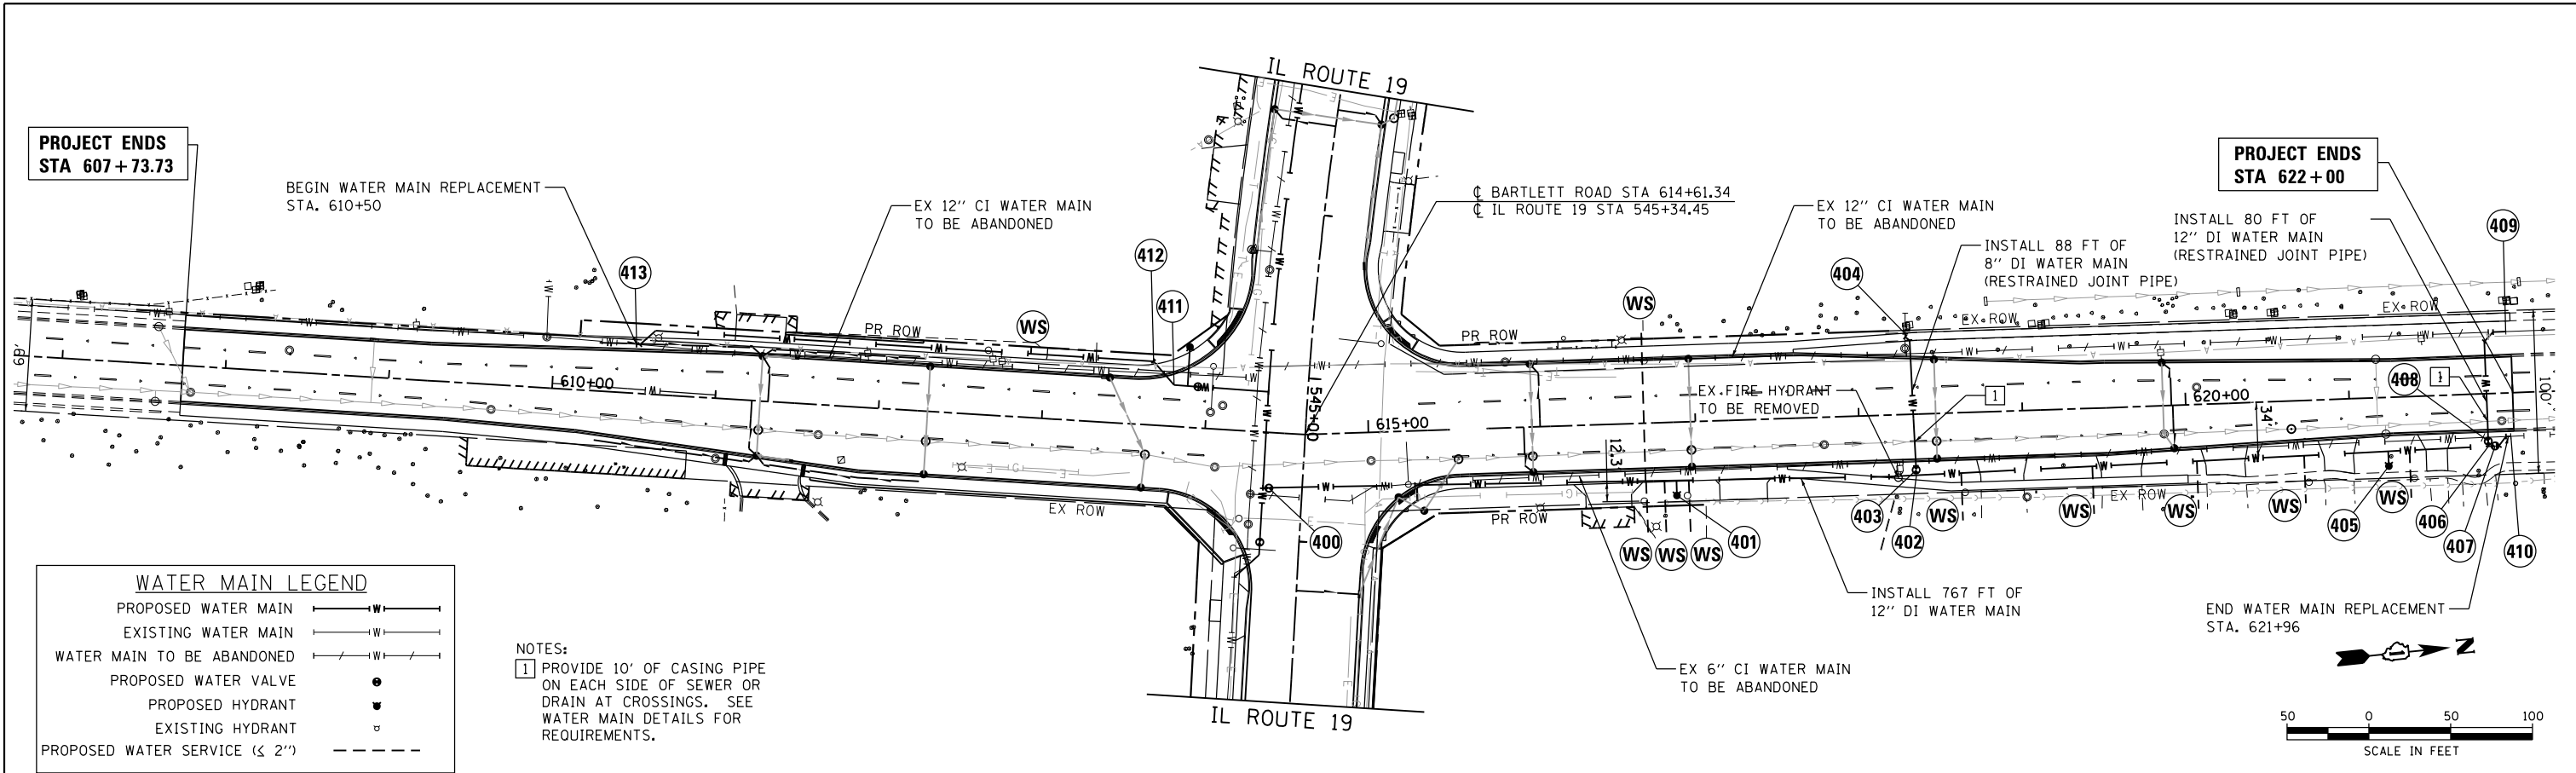 IL ROUTE 19
PROJECT ENDS
STA 607+73.73
BEGIN WATER MAIN REPLACEMENT
STA. 610+50
EX 12" CI WATER MAIN
TO BE ABANDONED
℄ BARTLETT ROAD STA 614+61.34
℄ IL ROUTE 19 STA 545+34.45
EX 12" CI WATER MAIN
TO BE ABANDONED
INSTALL 88 FT OF
8" DI WATER MAIN
(RESTRAINED JOINT PIPE)
INSTALL 80 FT OF
12" DI WATER MAIN
(RESTRAINED JOINT PIPE)
PROJECT ENDS
STA 622+00
409
413
412
411
404
WS
WS
PR ROW
PR ROW
EX ROW
EX ROW
69'
610+00
545+00
615+00
620+00
12.3'
34'
100'
EX FIRE HYDRANT
TO BE REMOVED
1
408
1
EX ROW
PR ROW
EX ROW
400
WS
WS
WS
401
403
402
WS
WS
WS
WS
405
WS
406
407
410
INSTALL 767 FT OF
12" DI WATER MAIN
EX 6" CI WATER MAIN
TO BE ABANDONED
END WATER MAIN REPLACEMENT
STA. 621+96
N
IL ROUTE 19
WATER MAIN LEGEND
PROPOSED WATER MAIN W
EXISTING WATER MAIN W
WATER MAIN TO BE ABANDONED W
PROPOSED WATER VALVE
PROPOSED HYDRANT
EXISTING HYDRANT
PROPOSED WATER SERVICE (≤ 2")
NOTES:
1 PROVIDE 10' OF CASING PIPE
ON EACH SIDE OF SEWER OR
DRAIN AT CROSSINGS. SEE
WATER MAIN DETAILS FOR
REQUIREMENTS.
50 0 50 100
SCALE IN FEET